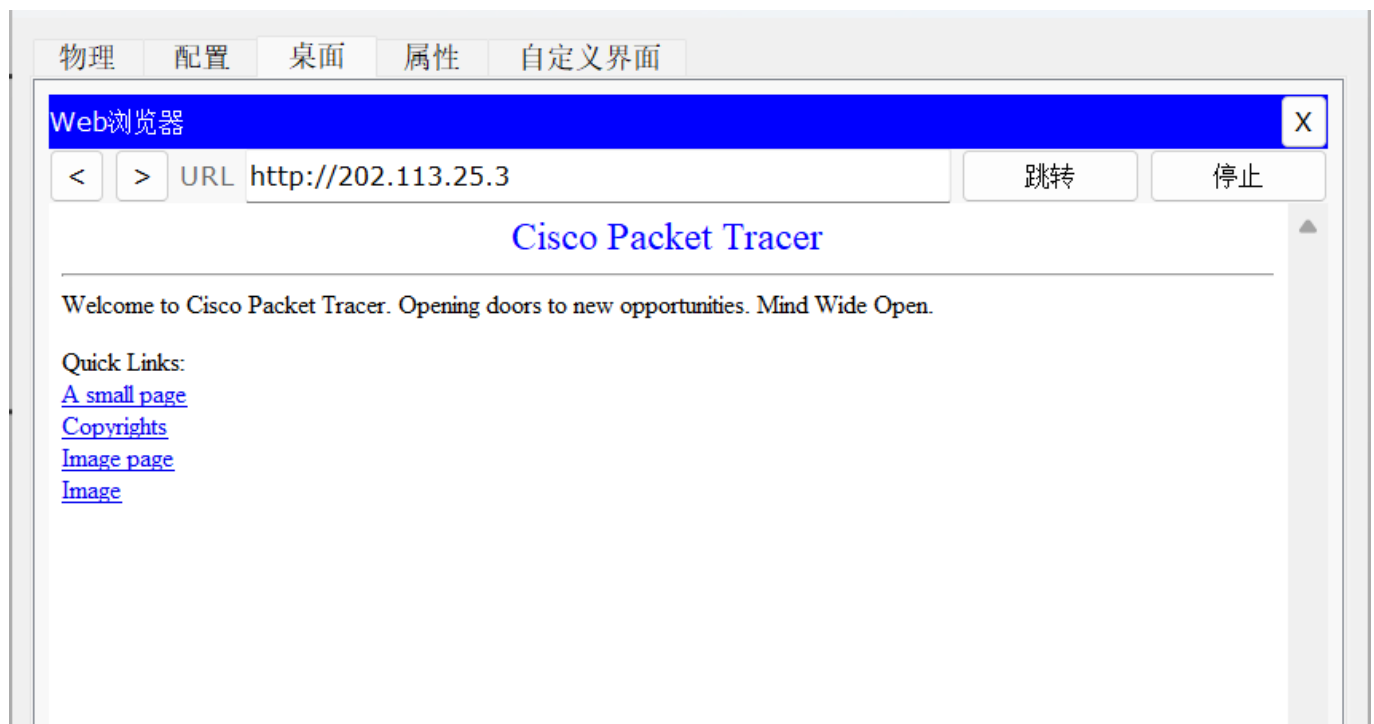 物理 配置 桌面 属性 自定义界面
Web浏览器 X
< > URL http://202.113.25.3 跳转 停止
Cisco Packet Tracer
Welcome to Cisco Packet Tracer. Opening doors to new opportunities. Mind Wide Open.
Quick Links:
A small page
Copyrights
Image page
Image